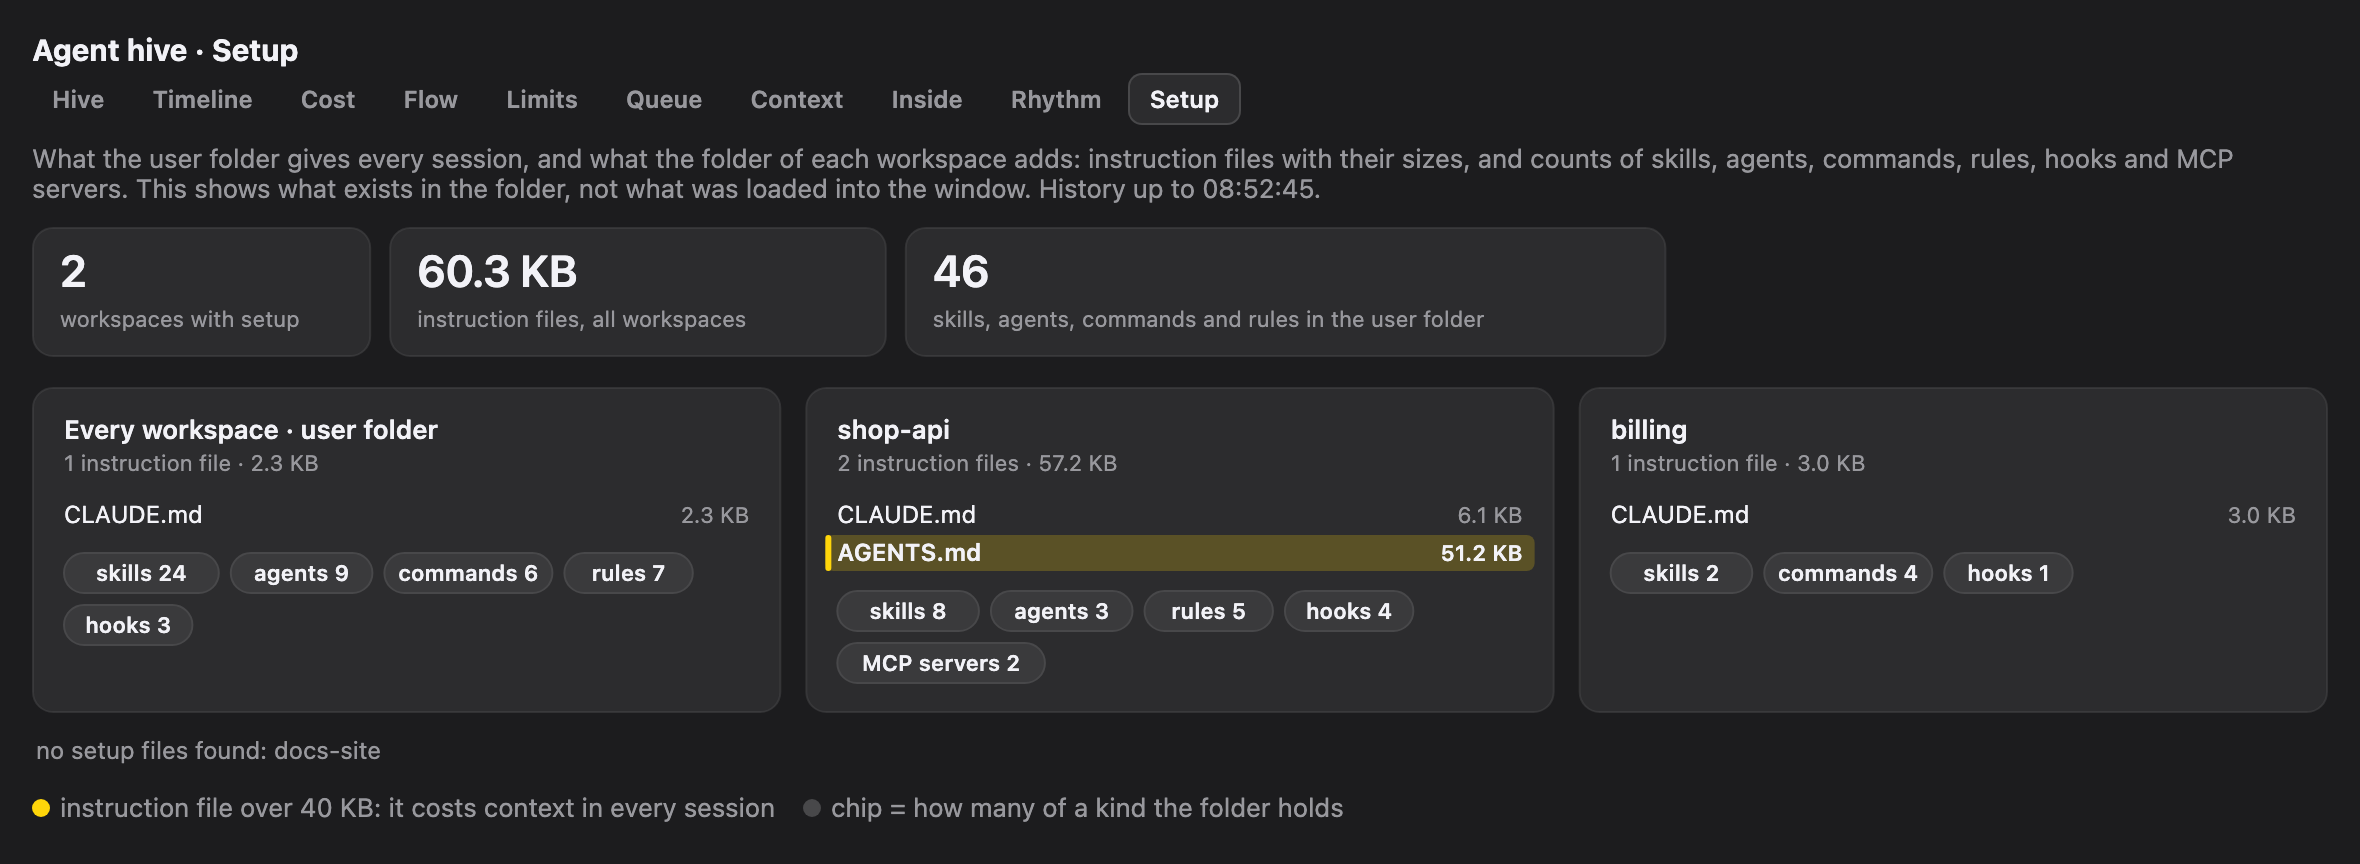 Agent hive · Setup
Hive Timeline Cost Flow Limits Queue Context Inside Rhythm Setup
What the user folder gives every session, and what the folder of each workspace adds: instruction files with their sizes, and counts of skills, agents, commands, rules, hooks and MCP
servers. This shows what exists in the folder, not what was loaded into the window. History up to 08:52:45.
2
workspaces with setup
60.3 KB
instruction files, all workspaces
46
skills, agents, commands and rules in the user folder
Every workspace · user folder
1 instruction file · 2.3 KB
CLAUDE.md 2.3 KB
skills 24 agents 9 commands 6 rules 7
hooks 3
shop-api
2 instruction files · 57.2 KB
CLAUDE.md 6.1 KB
AGENTS.md 51.2 KB
skills 8 agents 3 rules 5 hooks 4
MCP servers 2
billing
1 instruction file · 3.0 KB
CLAUDE.md 3.0 KB
skills 2 commands 4 hooks 1
no setup files found: docs-site
instruction file over 40 KB: it costs context in every session chip = how many of a kind the folder holds